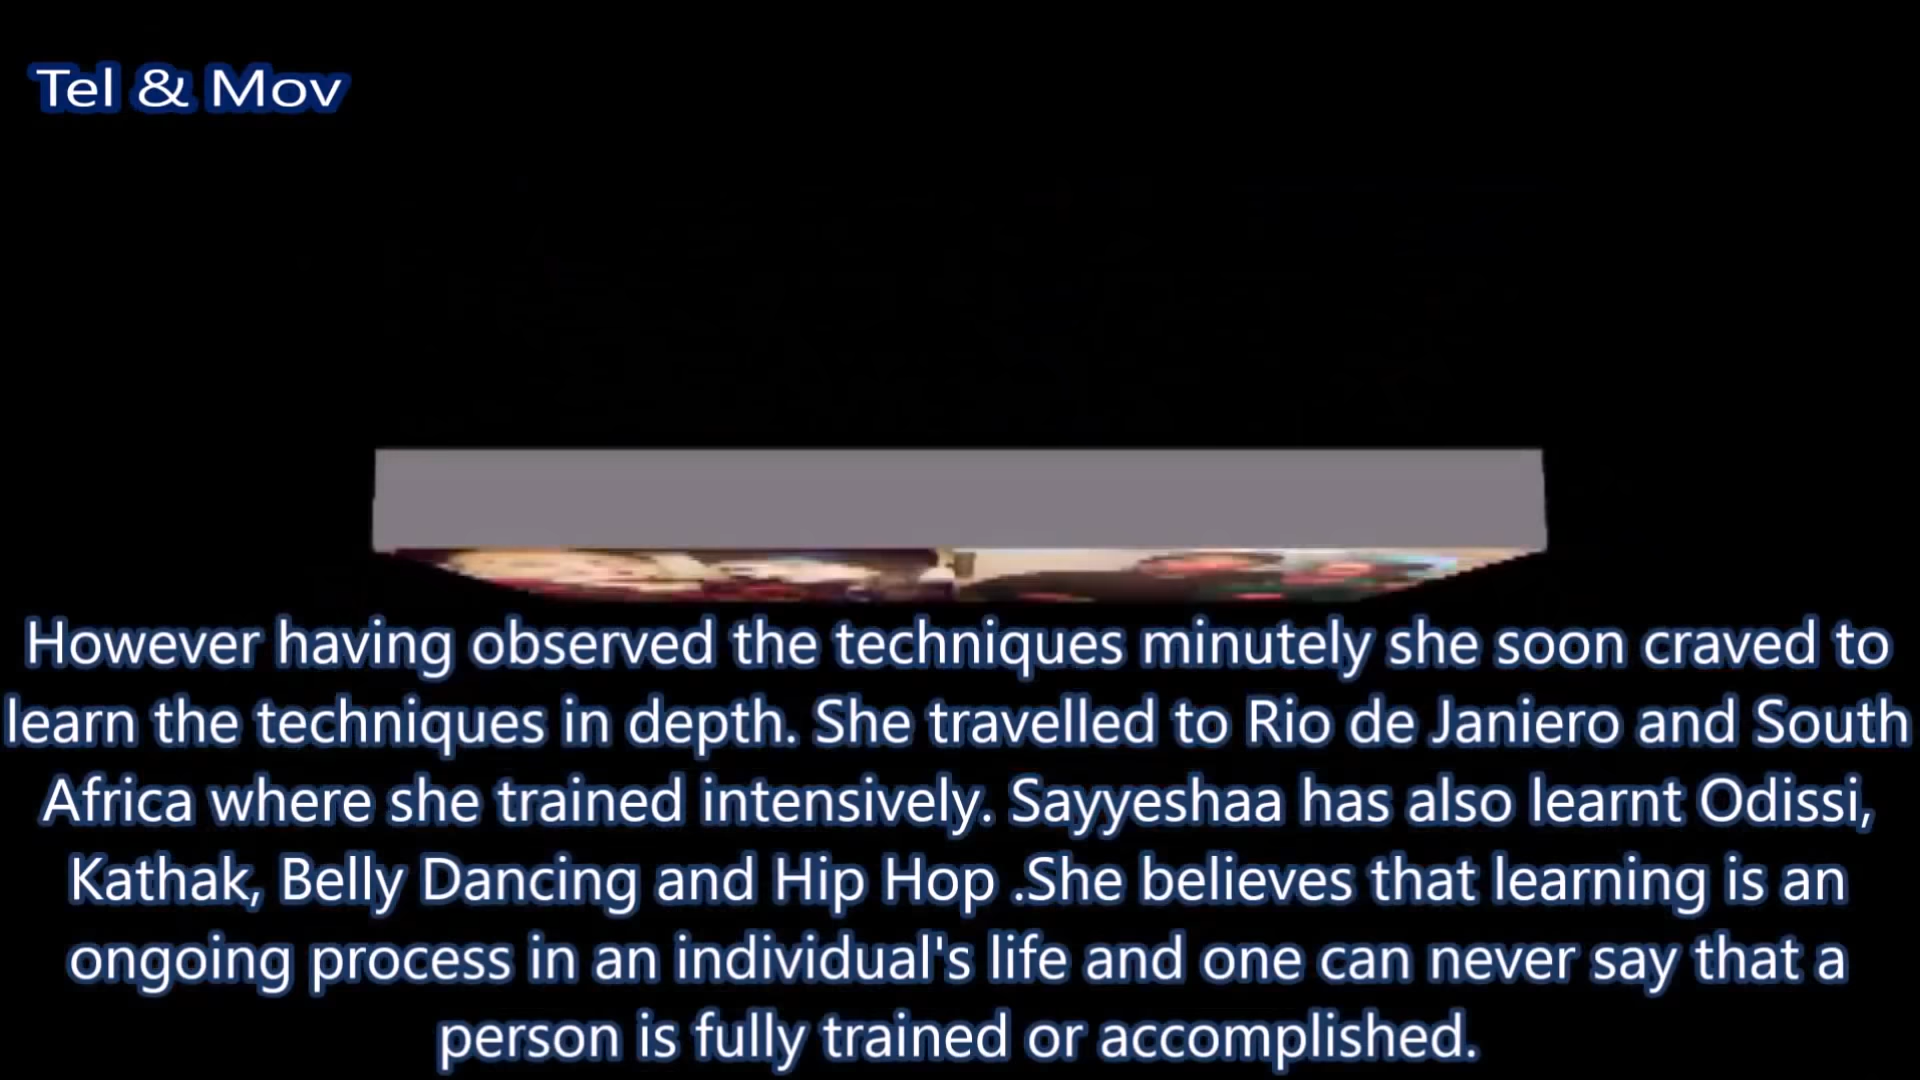 Tel & Mov
However having observed the techniques minutely she soon craved to
learn the techniques in depth. She travelled to Rio de Janiero and South
Africa where she trained intensively. Sayyeshaa has also learnt Odissi,
Kathak, Belly Dancing and Hip Hop .She believes that learning is an
ongoing process in an individual's life and one can never say that a
person is fully trained or accomplished.